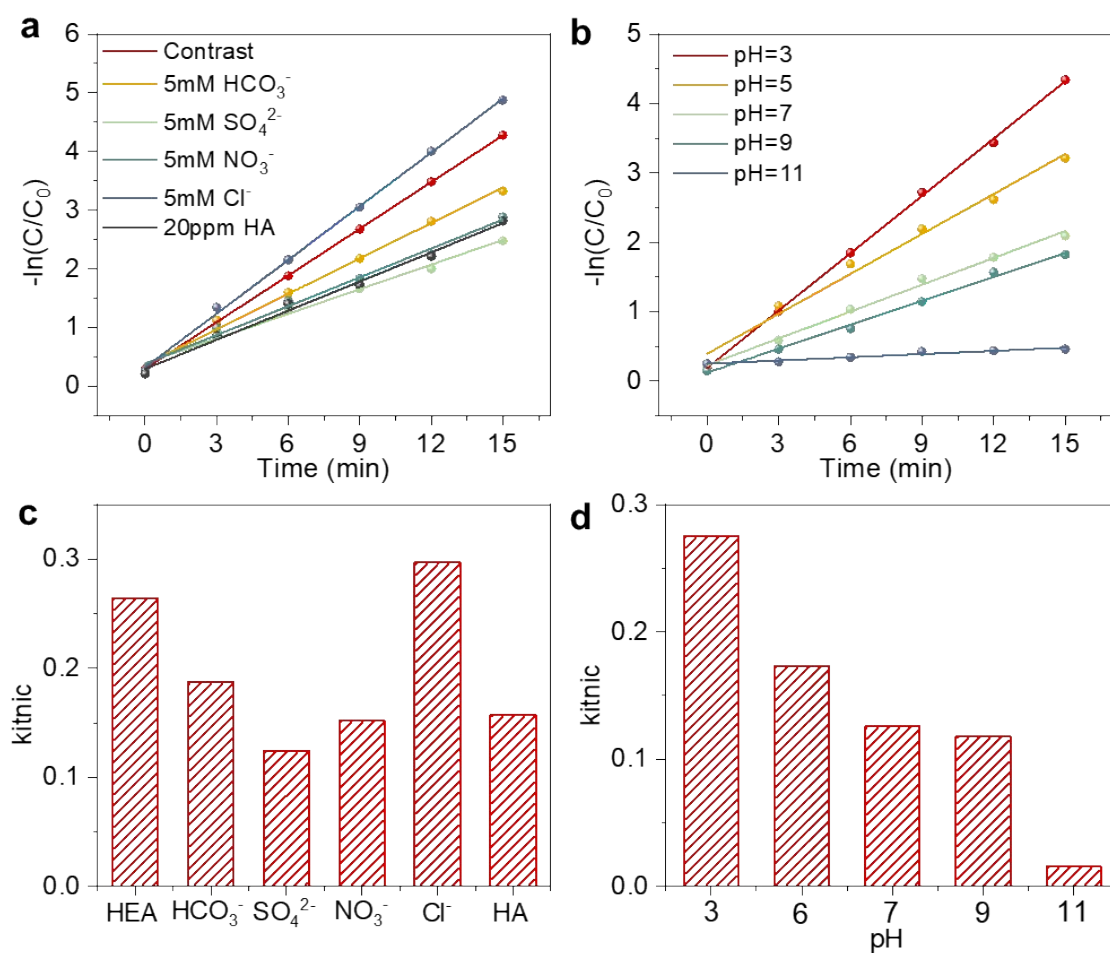 a
-ln(C/C₀)
6
5
4
3
2
1
0
Contrast
5mM HCO₃⁻
5mM SO₄²⁻
5mM NO₃⁻
5mM Cl⁻
20ppm HA
0 3 6 9 12 15
Time (min)
b
-ln(C/C₀)
5
4
3
2
1
0
pH=3
pH=5
pH=7
pH=9
pH=11
0 3 6 9 12 15
Time (min)
c
kitnic
0.3
0.2
0.1
0.0
HEA HCO₃⁻ SO₄²⁻ NO₃⁻ Cl⁻ HA
d
kitnic
0.3
0.2
0.1
0.0
3 6 7 9 11
pH